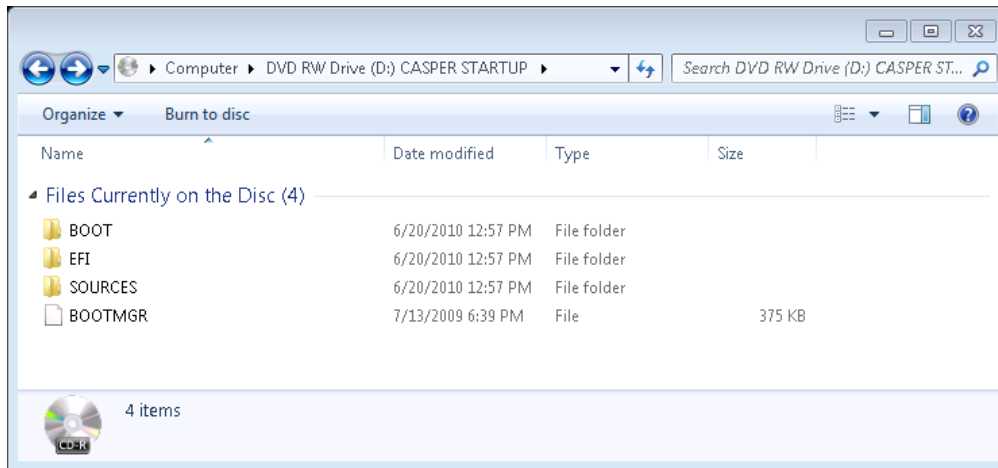 Computer DVD RW Drive (D:) CASPER STARTUP Search DVD RW Drive (D:) CASPER ST...
Organize Burn to disc
Name Date modified Type Size
Files Currently on the Disc (4)
BOOT 6/20/2010 12:57 PM File folder
EFI 6/20/2010 12:57 PM File folder
SOURCES 6/20/2010 12:57 PM File folder
BOOTMGR 7/13/2009 6:39 PM File 375 KB
4 items
CD-R